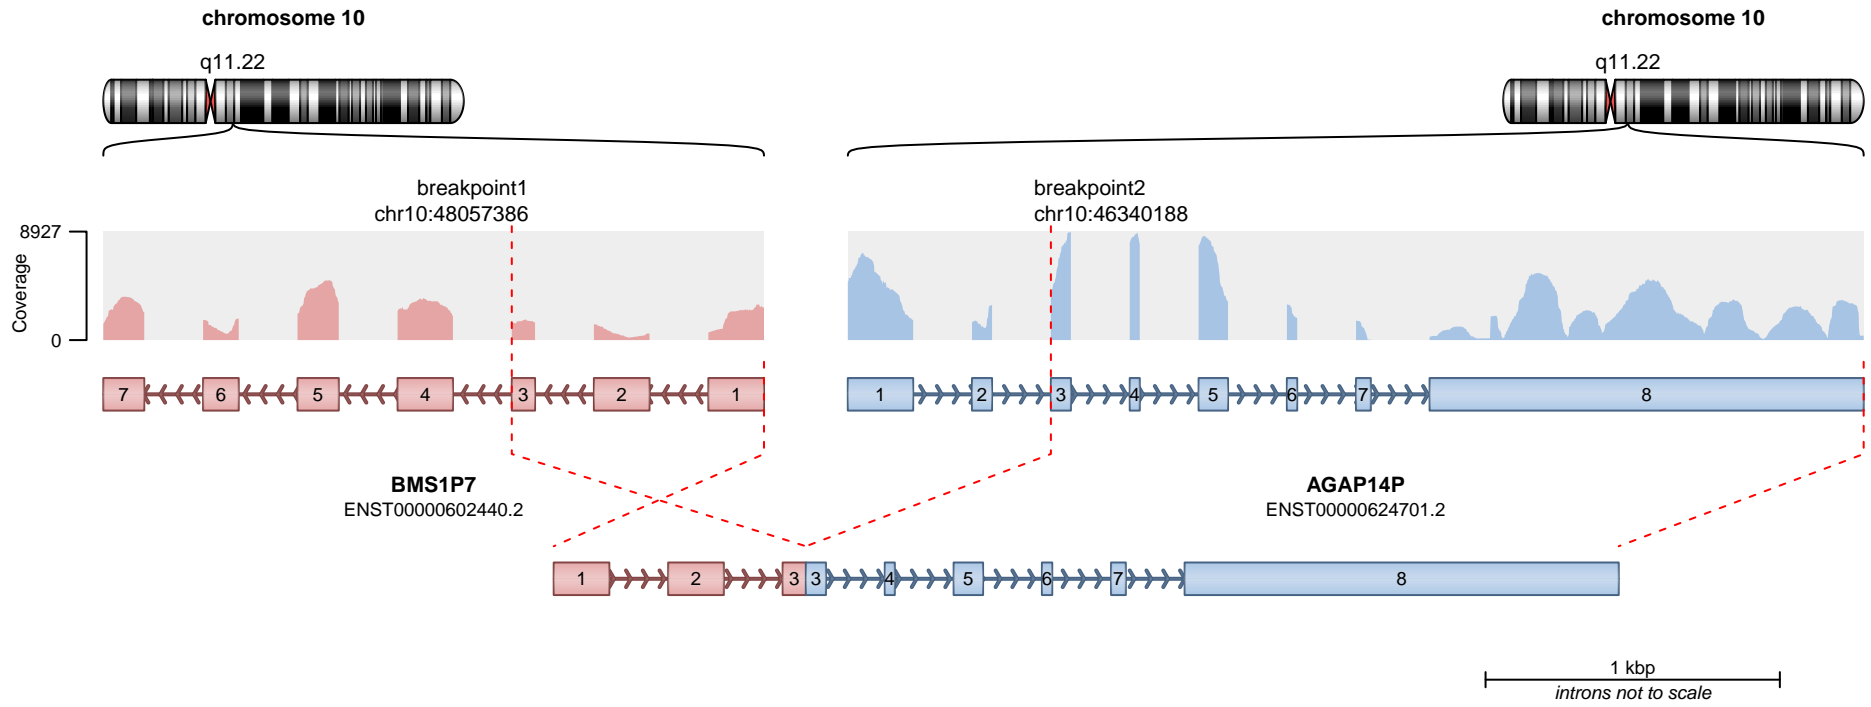 chromosome 10
chromosome 10
q11.22
q11.22
breakpoint1
chr10:48057386
breakpoint2
chr10:46340188
8927
Coverage
0
7 6 5 4 3 2 1
1 2 3 4 5 6 7 8
BMS1P7
ENST00000602440.2
AGAP14P
ENST00000624701.2
1 2 3 3 4 5 6 7 8
1 kbp
introns not to scale